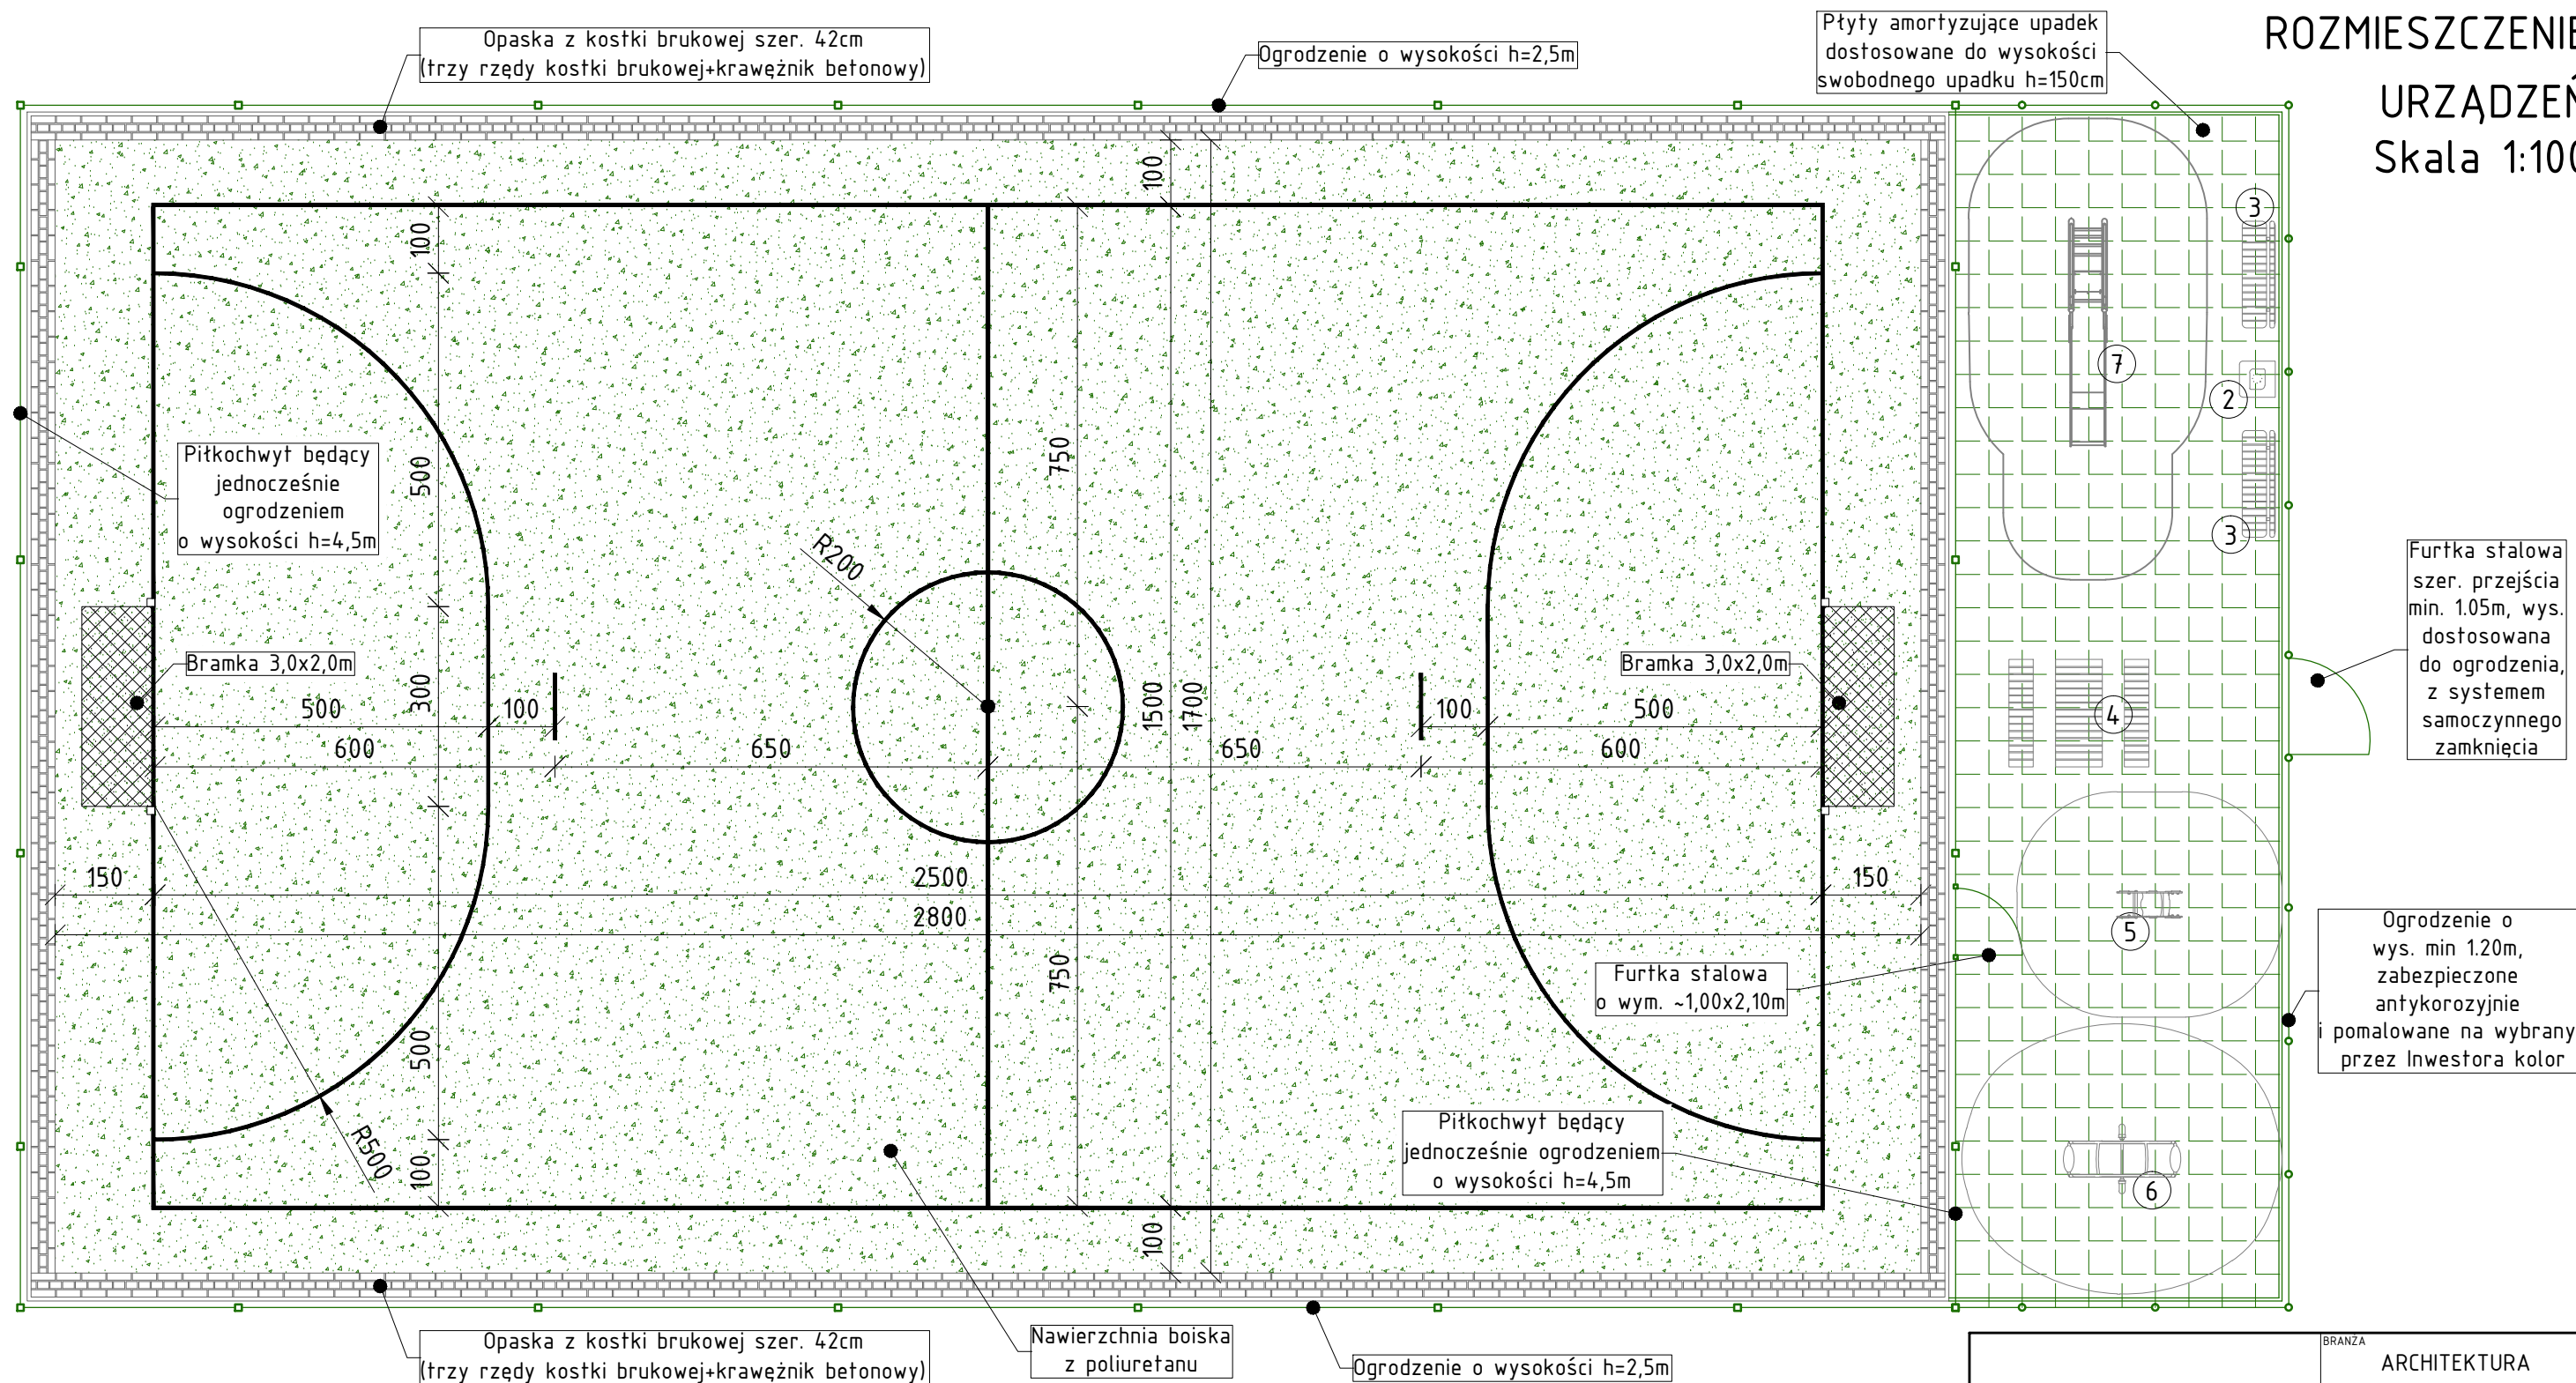 Opaska z kostki brukowej szer. 42cm
(trzy rzędy kostki brukowej+krawężnik betonowy)
Ogrodzenie o wysokości h=2,5m
Płyty amortyzujące upadek
dostosowane do wysokości
swobodnego upadku h=150cm
ROZMIESZCZENIE
URZĄDZEŃ
Skala 1:100
100
100
3
7
2
3
Piłkochwyt będący
jednocześnie
ogrodzeniem
o wysokości h=4,5m
500
750
R200
Furtka stalowa
szer. przejścia
min. 1.05m, wys.
dostosowana
do ogrodzenia,
z systemem
samoczynnego
zamknięcia
Bramka 3,0x2,0m
Bramka 3,0x2,0m
500
300
100
1500
1700
100
500
4
600
650
650
600
150
2500
150
2800
5
750
Furtka stalowa
o wym. ~1,00x2,10m
Ogrodzenie o
wys. min 1.20m,
zabezpieczone
antykorozyjnie
i pomalowane na wybrany
przez Inwestora kolor
500
R500
100
Piłkochwyt będący
jednocześnie ogrodzeniem
o wysokości h=4,5m
6
100
Opaska z kostki brukowej szer. 42cm
(trzy rzędy kostki brukowej+krawężnik betonowy)
Nawierzchnia boiska
z poliuretanu
Ogrodzenie o wysokości h=2,5m
BRANŻA
ARCHITEKTURA